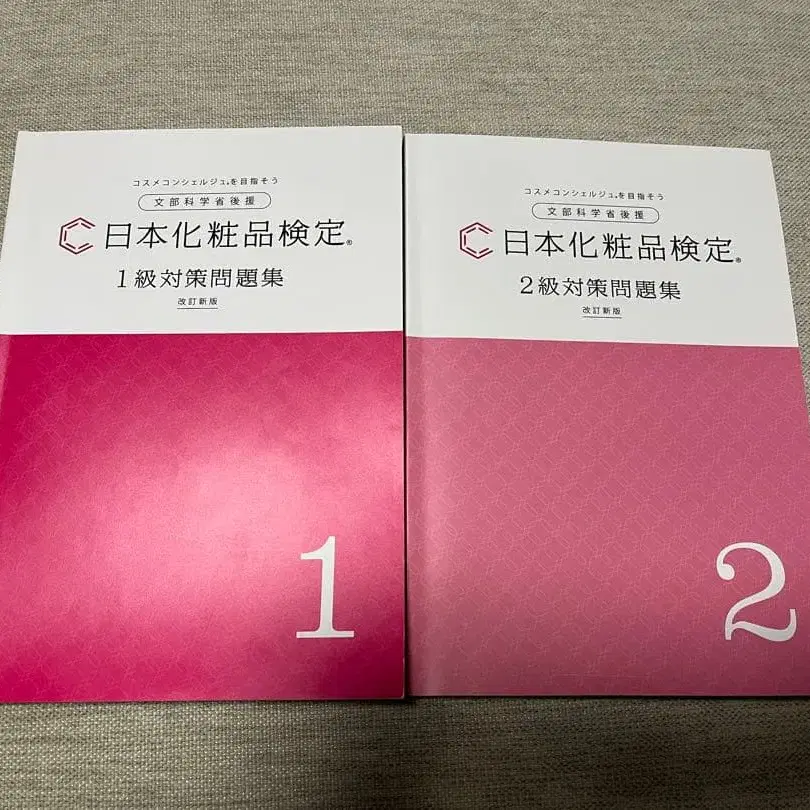 コスメコンシェルジュ®を目指そう
文部科学省後援
日本化粧品検定®
1級対策問題集
改訂新版
1
コスメコンシェルジュ®を目指そう
文部科学省後援
日本化粧品検定®
2級対策問題集
改訂新版
2